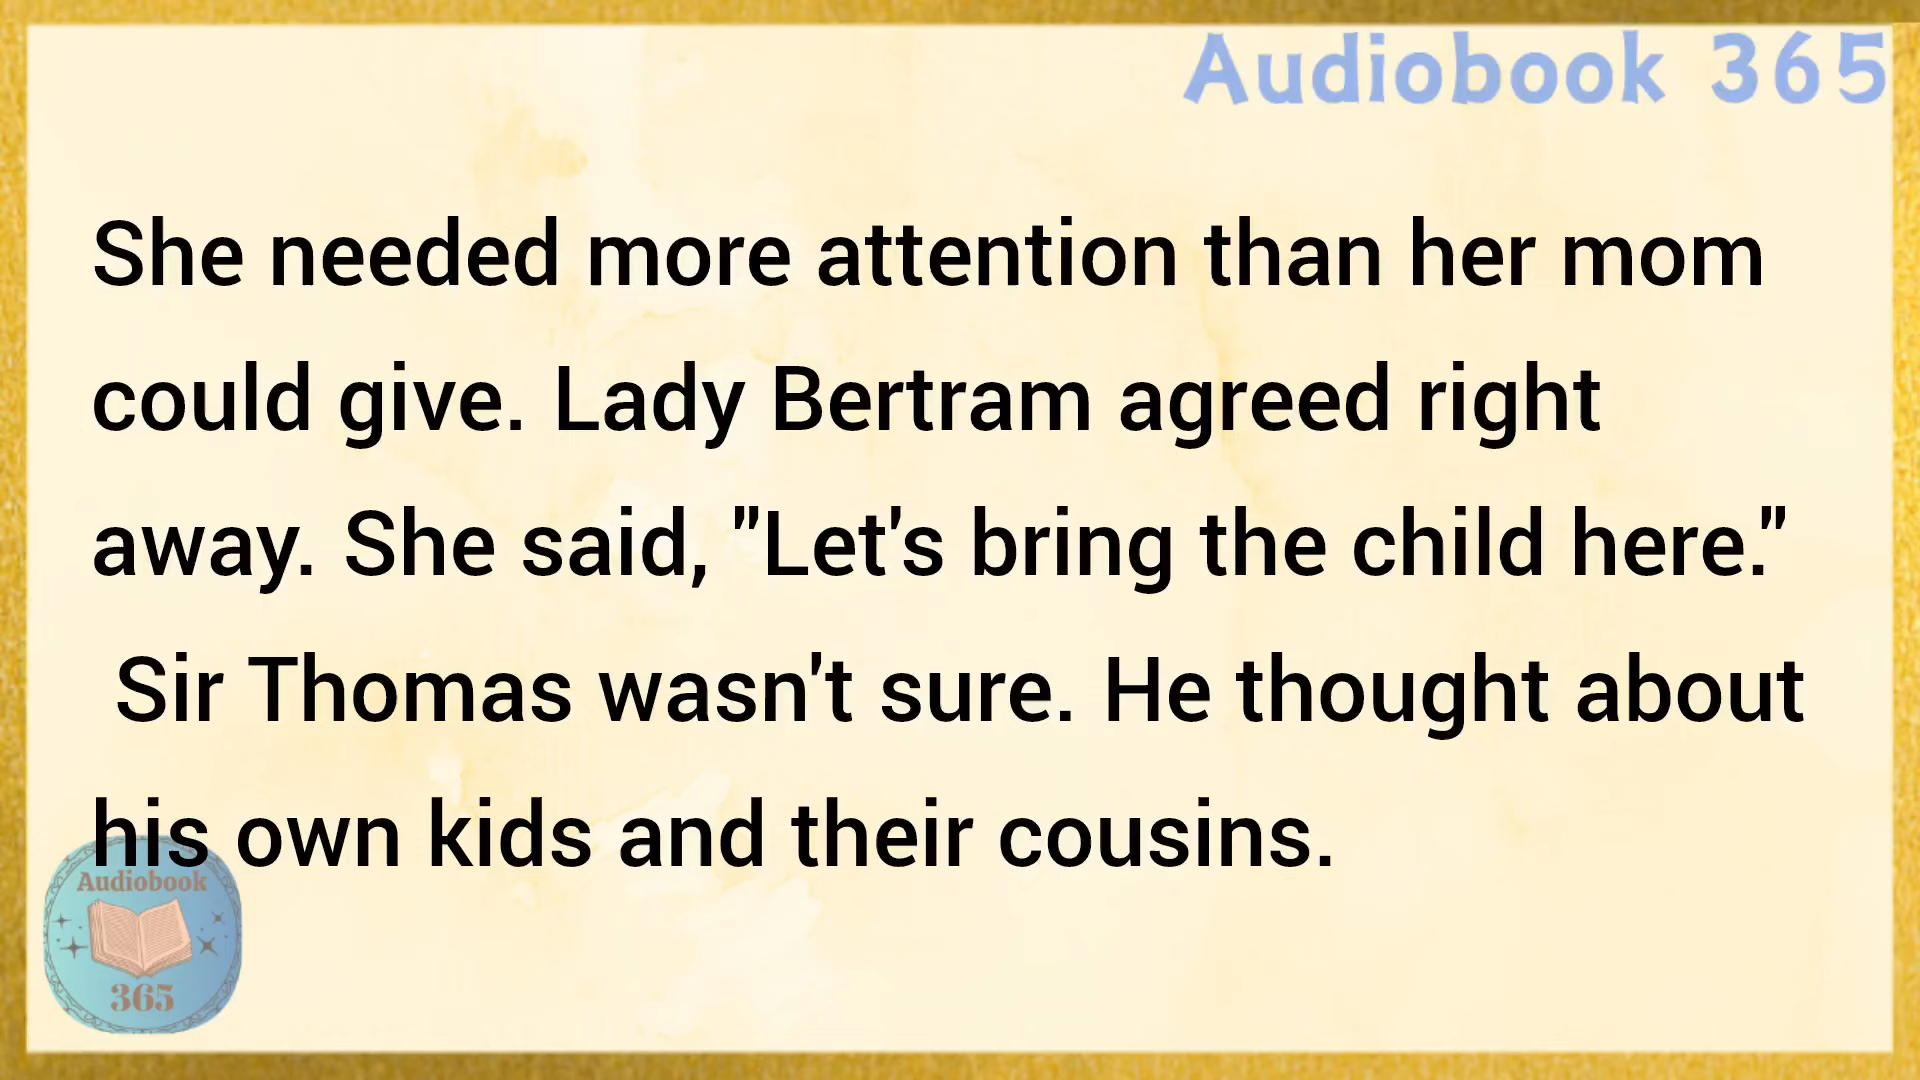 Audiobook 365
She needed more attention than her mom
could give. Lady Bertram agreed right
away. She said, "Let's bring the child here."
Sir Thomas wasn't sure. He thought about
his own kids and their cousins.
Audiobook
365